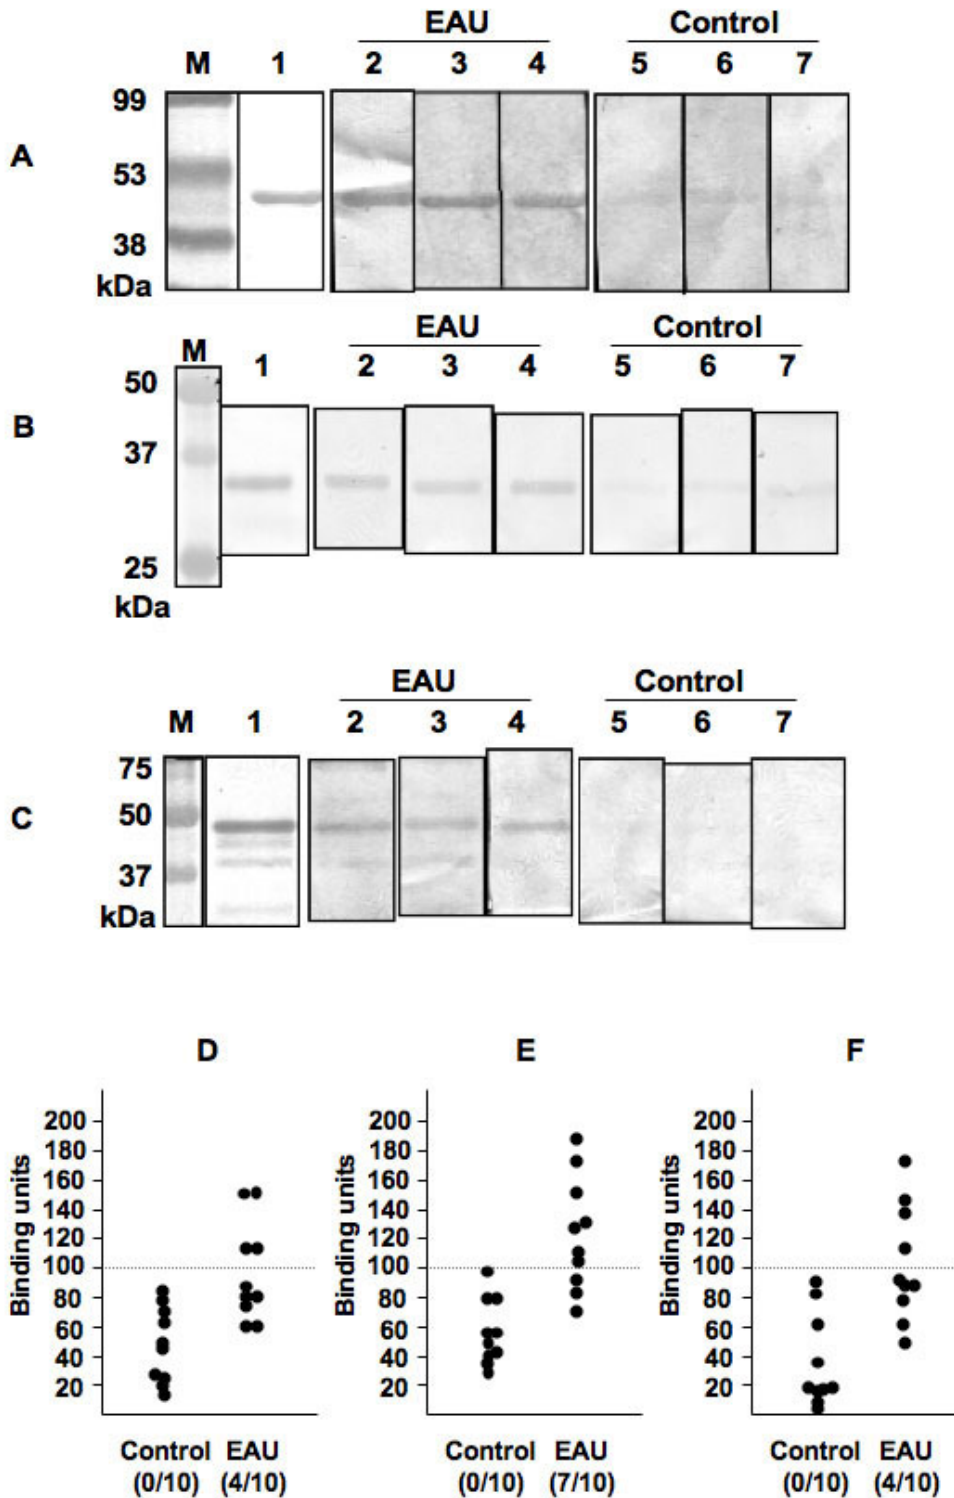 EAU Control
M 1 2 3 4 5 6 7
99
A
53
38
kDa
EAU Control
M 1 2 3 4 5 6 7
50
B
37
25
kDa
EAU Control
M 1 2 3 4 5 6 7
75
50
C
37
kDa
D E F
Binding units
200
180
160
140
120
100
80
60
40
20
Control EAU
(0/10) (4/10)
Binding units
200
180
160
140
120
100
80
60
40
20
Control EAU
(0/10) (7/10)
Binding units
200
180
160
140
120
100
80
60
40
20
Control EAU
(0/10) (4/10)